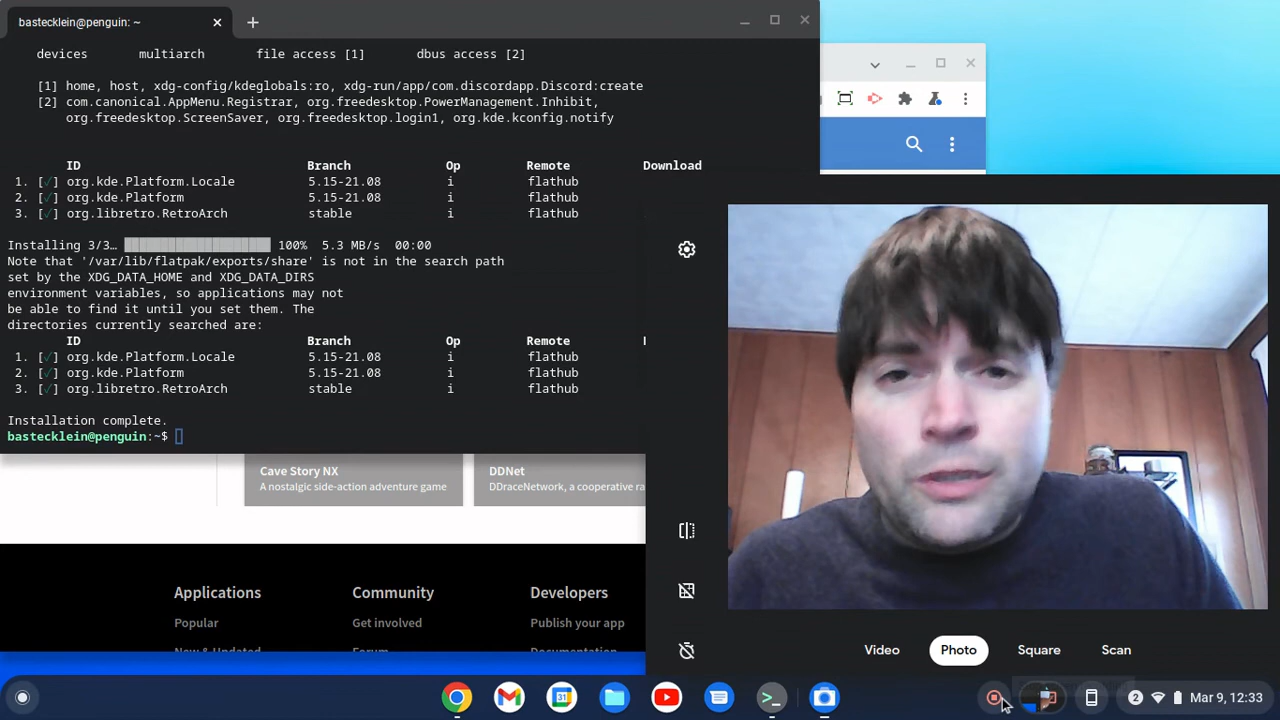 bastecklein@penguin: ~
devices multiarch file access [1] dbus access [2]
[1] home, host, xdg-config/kdeglobals:ro, xdg-run/app/com.discordapp.Discord:create
[2] com.canonical.AppMenu.Registrar, org.freedesktop.PowerManagement.Inhibit,
org.freedesktop.ScreenSaver, org.freedesktop.login1, org.kde.kconfig.notify
ID Branch Op Remote Download
1. [✓] org.kde.Platform.Locale 5.15-21.08 i flathub
2. [✓] org.kde.Platform 5.15-21.08 i flathub
3. [✓] org.libretro.RetroArch stable i flathub
Installing 3/3… 100% 5.3 MB/s 00:00
Note that '/var/lib/flatpak/exports/share' is not in the search path
set by the XDG_DATA_HOME and XDG_DATA_DIRS
environment variables, so applications may not
be able to find it until you set them. The
directories currently searched are:
ID Branch Op Remote
1. [✓] org.kde.Platform.Locale 5.15-21.08 i flathub
2. [✓] org.kde.Platform 5.15-21.08 i flathub
3. [✓] org.libretro.RetroArch stable i flathub
Installation complete.
bastecklein@penguin:~$
Cave Story NX DDNet
A nostalgic side-action adventure game DDraceNetwork, a cooperative ra
Applications Community Developers
Popular Get involved Publish your app
New & Updated Forum Documentation
Video Photo Square Scan
2 Mar 9, 12:33